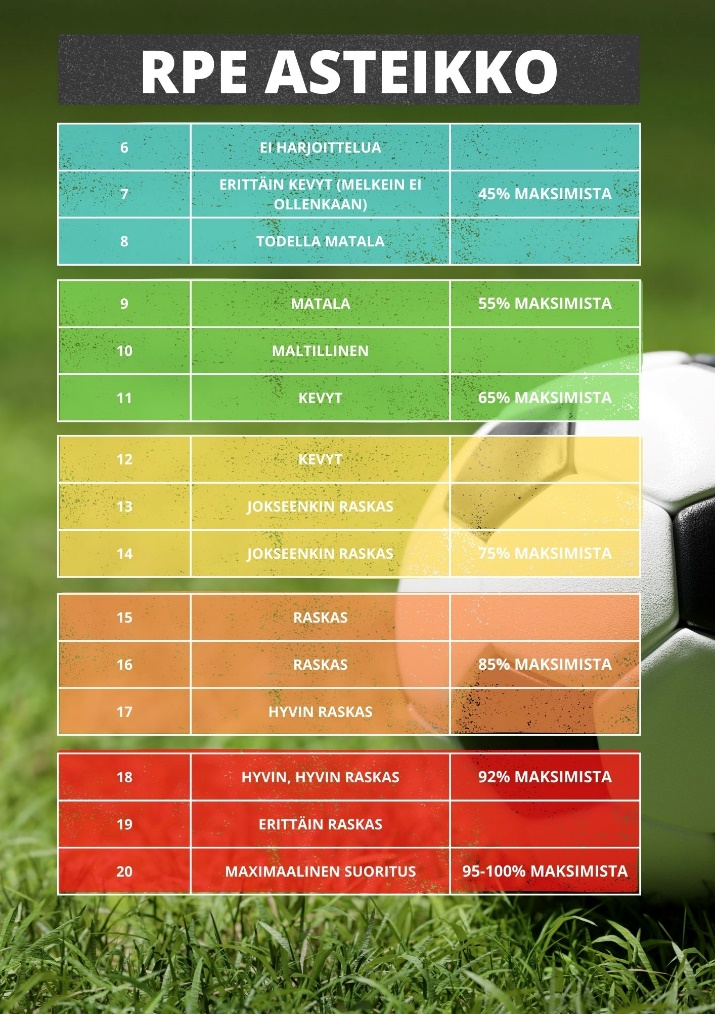 RPE ASTEIKKO
6 EI HARJOITTELUA
7 ERITTÄIN KEVYT (MELKEIN EI
OLLENKAAN) 45% MAKSIMISTA
8 TODELLA MATALA
9 MATALA 55% MAKSIMISTA
10 MALTILLINEN
11 KEVYT 65% MAKSIMISTA
12 KEVYT
13 JOKSEENKIN RASKAS
14 JOKSEENKIN RASKAS 75% MAKSIMISTA
15 RASKAS
16 RASKAS 85% MAKSIMISTA
17 HYVIN RASKAS
18 HYVIN, HYVIN RASKAS 92% MAKSIMISTA
19 ERITTÄIN RASKAS
20 MAXIMAALINEN SUORITUS 95-100% MAKSIMISTA